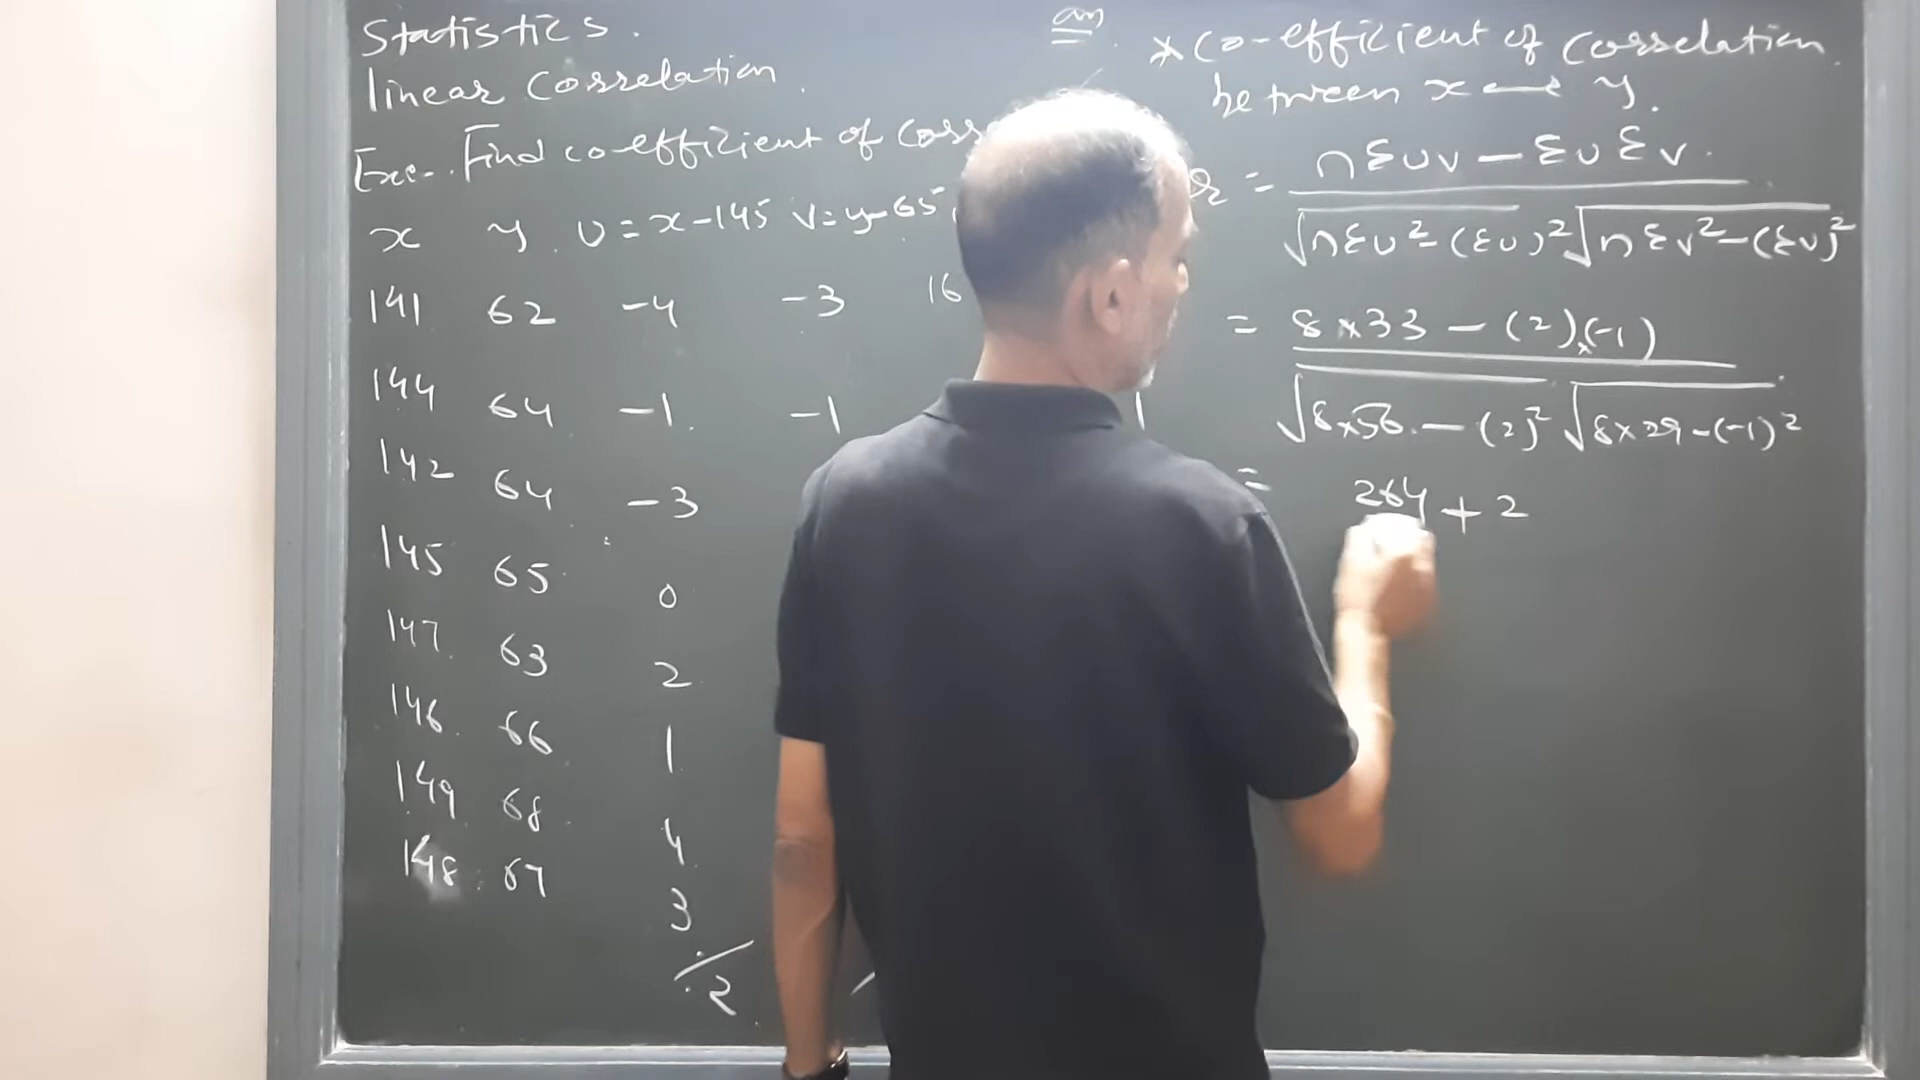 Statistics.
linear Correlation.
Exe. Find co-efficient of Corr
x y u = x-145 v = y-65
141 62 -4 -3 16
144 64 -1 -1 1
142 64 -3
145 65 0
147 63 2
146 66 1
149 68 4
148 67 3
2
* Co-efficient of Correlation
between x y.
r = nΣuv - Σu Σv
√nΣu²-(Σu)² √nΣv²-(Σv)²
= 8×33 - (2)×(-1)
√8×56 - (2)² √8×29-(-1)²
= 264 + 2